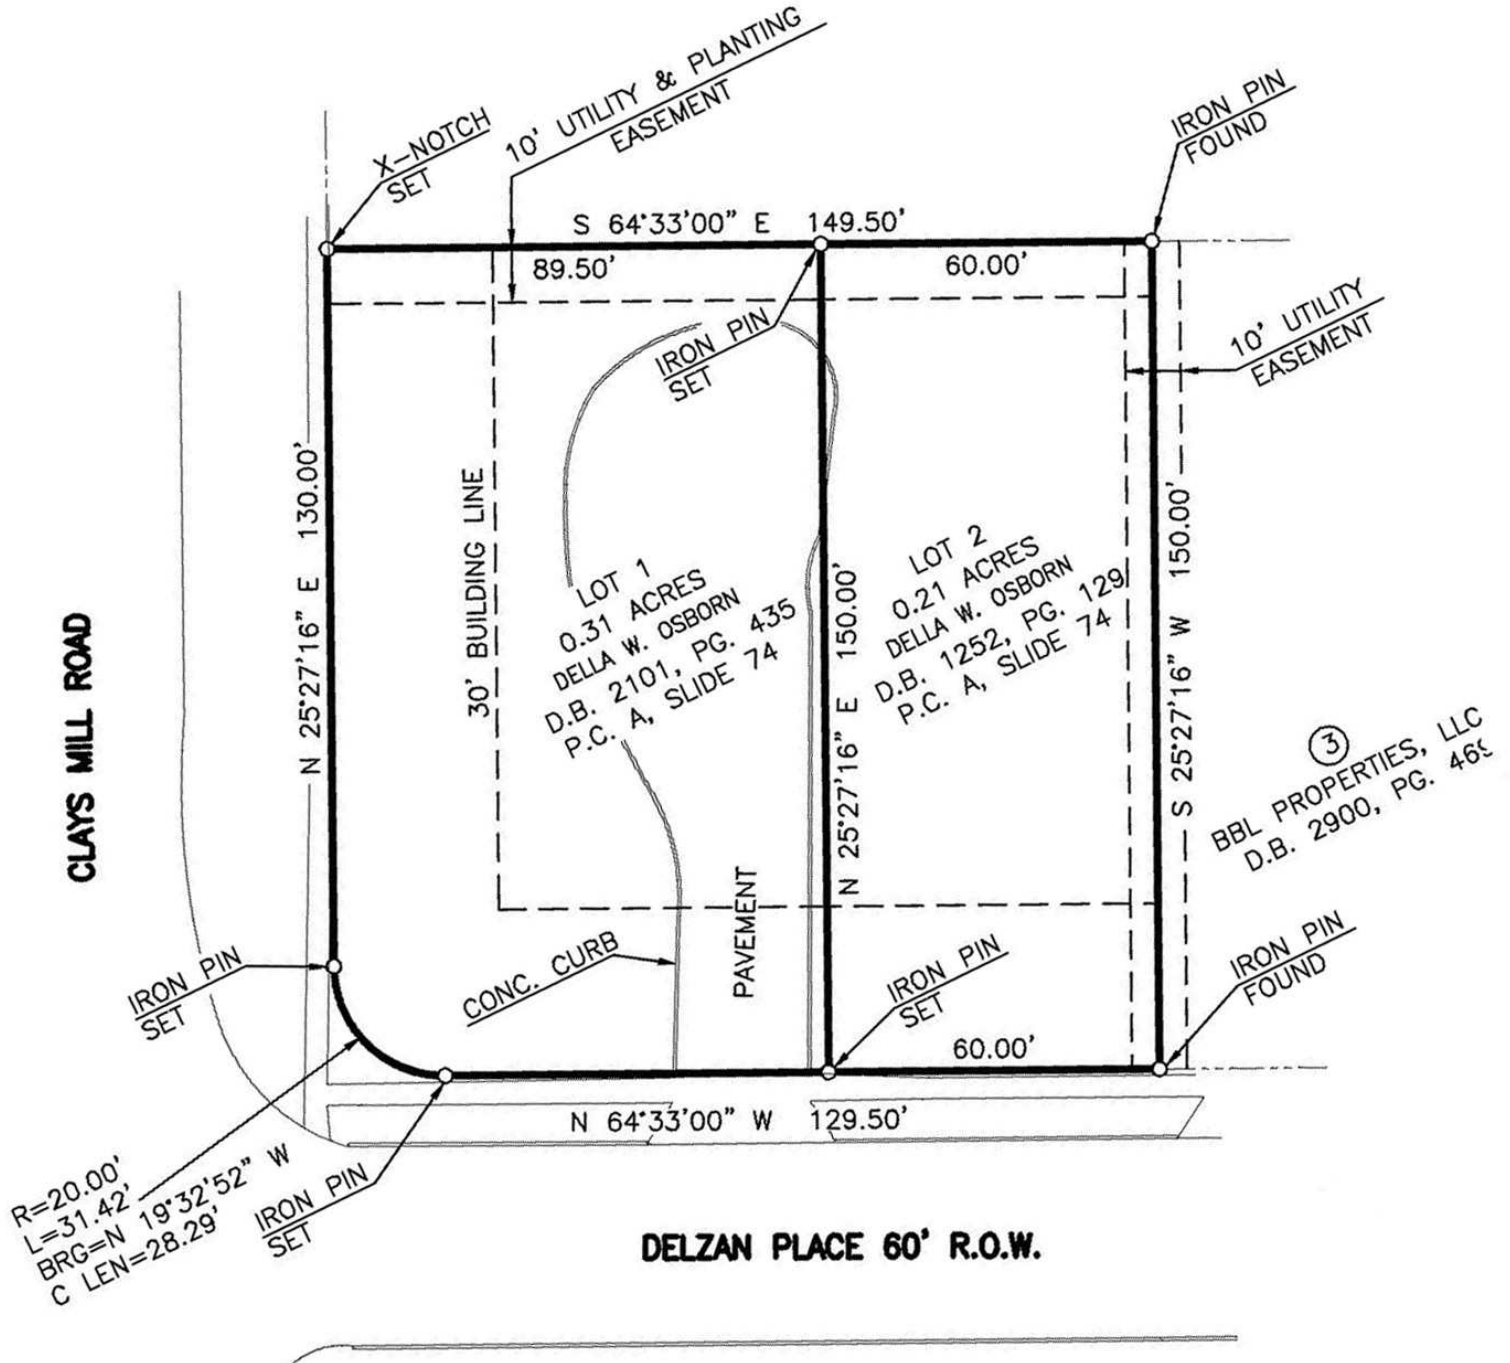 10' UTILITY & PLANTING
EASEMENT
X-NOTCH
SET
IRON PIN
FOUND
S 64°33'00" E 149.50'
89.50'
60.00'
IRON PIN
SET
10' UTILITY
EASEMENT
N 25°27'16" E 130.00'
30' BUILDING LINE
LOT 1
0.31 ACRES
DELLA W. OSBORN
D.B. 2101, PG. 435
P.C. A, SLIDE 74
N 25°27'16" E 150.00'
LOT 2
0.21 ACRES
DELLA W. OSBORN
D.B. 1252, PG. 129
P.C. A, SLIDE 74
S 25°27'16" W 150.00'
CLAYS MILL ROAD
3
BBL PROPERTIES, LLC
D.B. 2900, PG.
IRON PIN
SET
CONC. CURB
PAVEMENT
IRON PIN
SET
IRON PIN
FOUND
60.00'
N 64°33'00" W 129.50'
R=20.00'
L=31.42'
BRG=N 19°32'52" W
C LEN=28.29'
IRON PIN
SET
DELZAN PLACE 60' R.O.W.